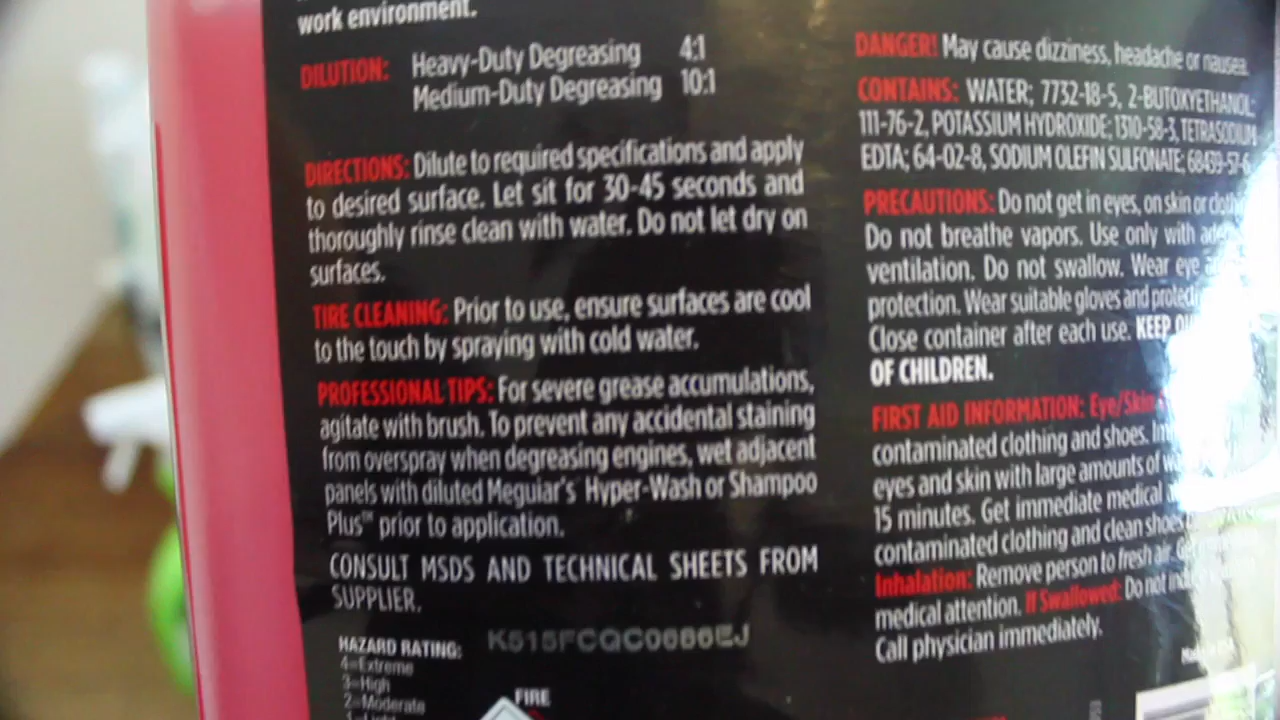 work environment.
DILUTION: Heavy-Duty Degreasing 4:1
Medium-Duty Degreasing 10:1
DIRECTIONS: Dilute to required specifications and apply
to desired surface. Let sit for 30-45 seconds and
thoroughly rinse clean with water. Do not let dry on
surfaces.
TIRE CLEANING: Prior to use, ensure surfaces are cool
to the touch by spraying with cold water.
PROFESSIONAL TIPS: For severe grease accumulations,
agitate with brush. To prevent any accidental staining
from overspray when degreasing engines, wet adjacent
panels with diluted Meguiar's Hyper-Wash or Shampoo
Plus™ prior to application.
CONSULT MSDS AND TECHNICAL SHEETS FROM
SUPPLIER.
HAZARD RATING:
4=Extreme
3=High
2=Moderate
K515FCQC0686EJ
FIRE
DANGER! May cause dizziness, headache or nausea.
CONTAINS: WATER; 7732-18-5, 2-BUTOXYETHANOL;
111-76-2, POTASSIUM HYDROXIDE; 1310-58-3, TETRASODIUM
EDTA; 64-02-8, SODIUM OLEFIN SULFONATE; 68439-57-6
PRECAUTIONS: Do not get in eyes, on skin or
Do not breathe vapors. Use only with
ventilation. Do not swallow. Wear eye
protection. Wear suitable gloves and
Close container after each use. KEEP
OF CHILDREN.
FIRST AID INFORMATION: Eye/Skin
contaminated clothing and shoes.
eyes and skin with large amounts of
15 minutes. Get immediate medical
contaminated clothing and clean shoes
Inhalation: Remove person to fresh air.
medical attention. If Swallowed: Do not
Call physician immediately.